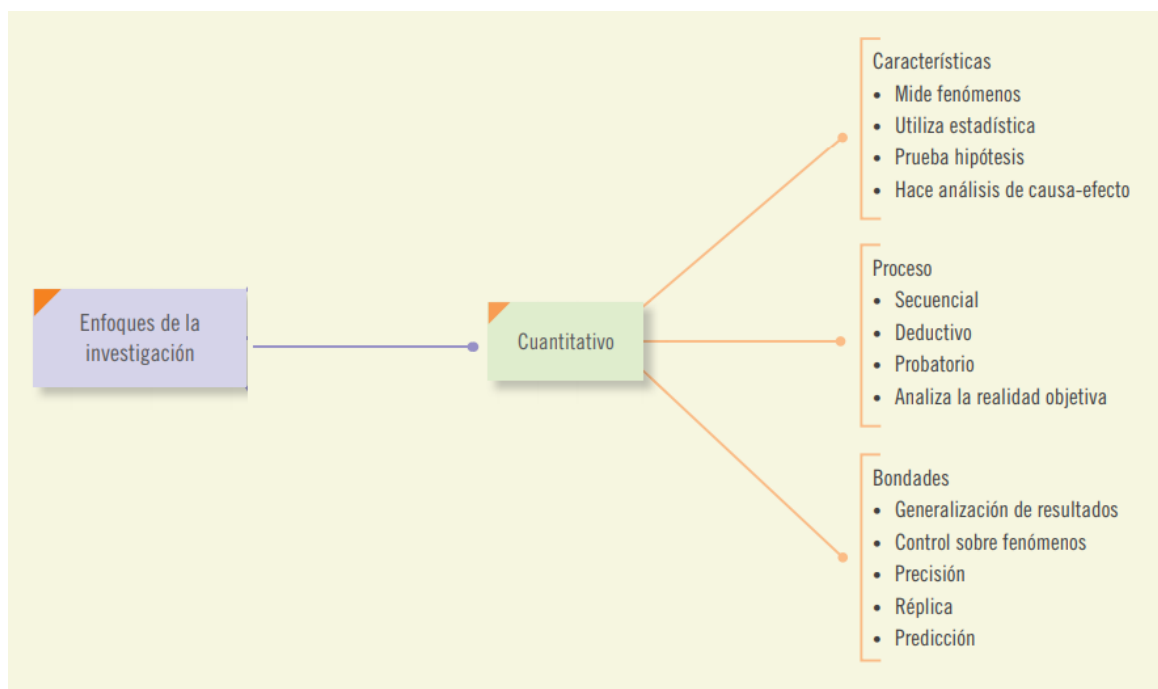 Enfoques de la
investigación
Cuantitativo
Características
• Mide fenómenos
• Utiliza estadística
• Prueba hipótesis
• Hace análisis de causa-efecto
Proceso
• Secuencial
• Deductivo
• Probatorio
• Analiza la realidad objetiva
Bondades
• Generalización de resultados
• Control sobre fenómenos
• Precisión
• Réplica
• Predicción